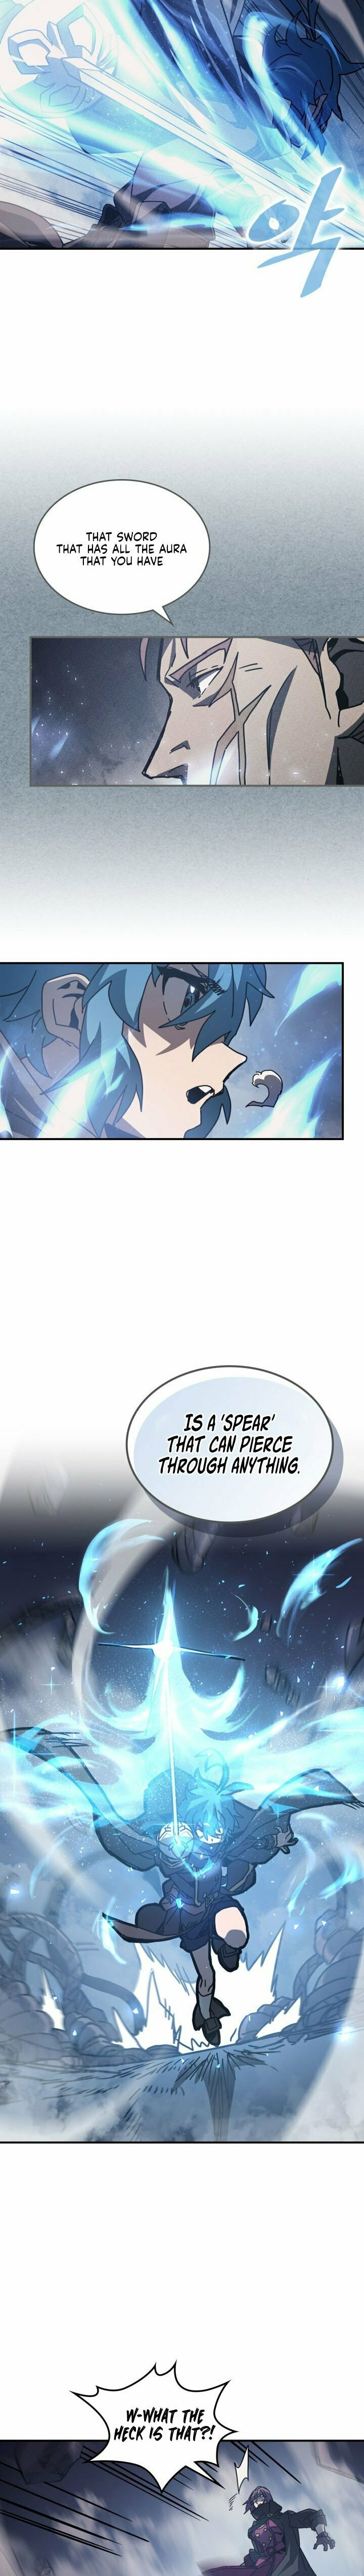 약
THAT SWORD
THAT HAS ALL THE AURA
THAT YOU HAVE
IS A 'SPEAR'
THAT CAN PIERCE
THROUGH ANYTHING.
W-WHAT THE
HECK IS THAT?!